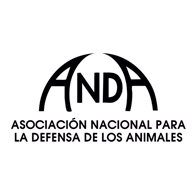 ANDA
ASOCIACIÓN NACIONAL PARA
LA DEFENSA DE LOS ANIMALES